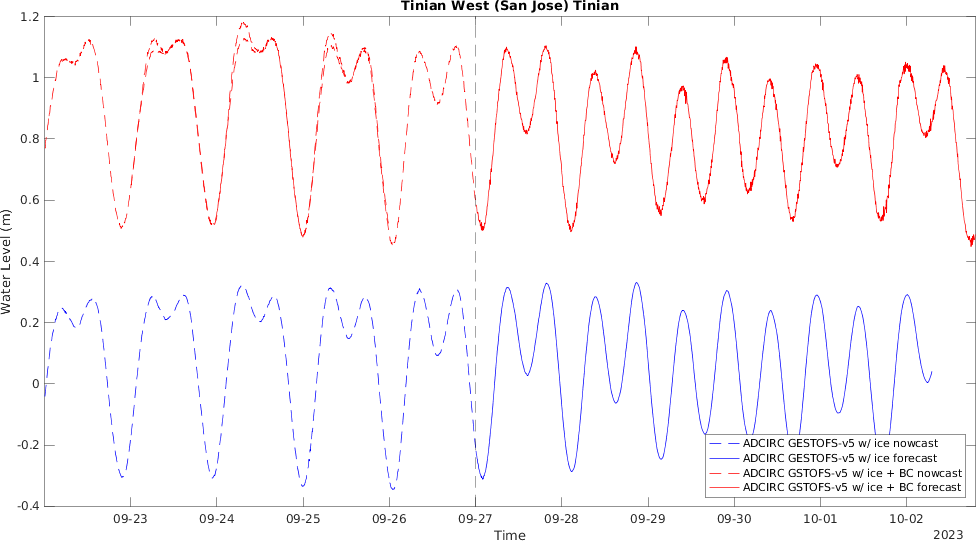 Tinian West (San Jose) Tinian
1.2
1
0.8
0.6
0.4
0.2
0
-0.2
-0.4
Water Level (m)
ADCIRC GESTOFS-v5 w/ ice nowcast
ADCIRC GESTOFS-v5 w/ ice forecast
ADCIRC GSTOFS-v5 w/ ice + BC nowcast
ADCIRC GSTOFS-v5 w/ ice + BC forecast
09-23 09-24 09-25 09-26 09-27 09-28 09-29 09-30 10-01 10-02
Time
2023